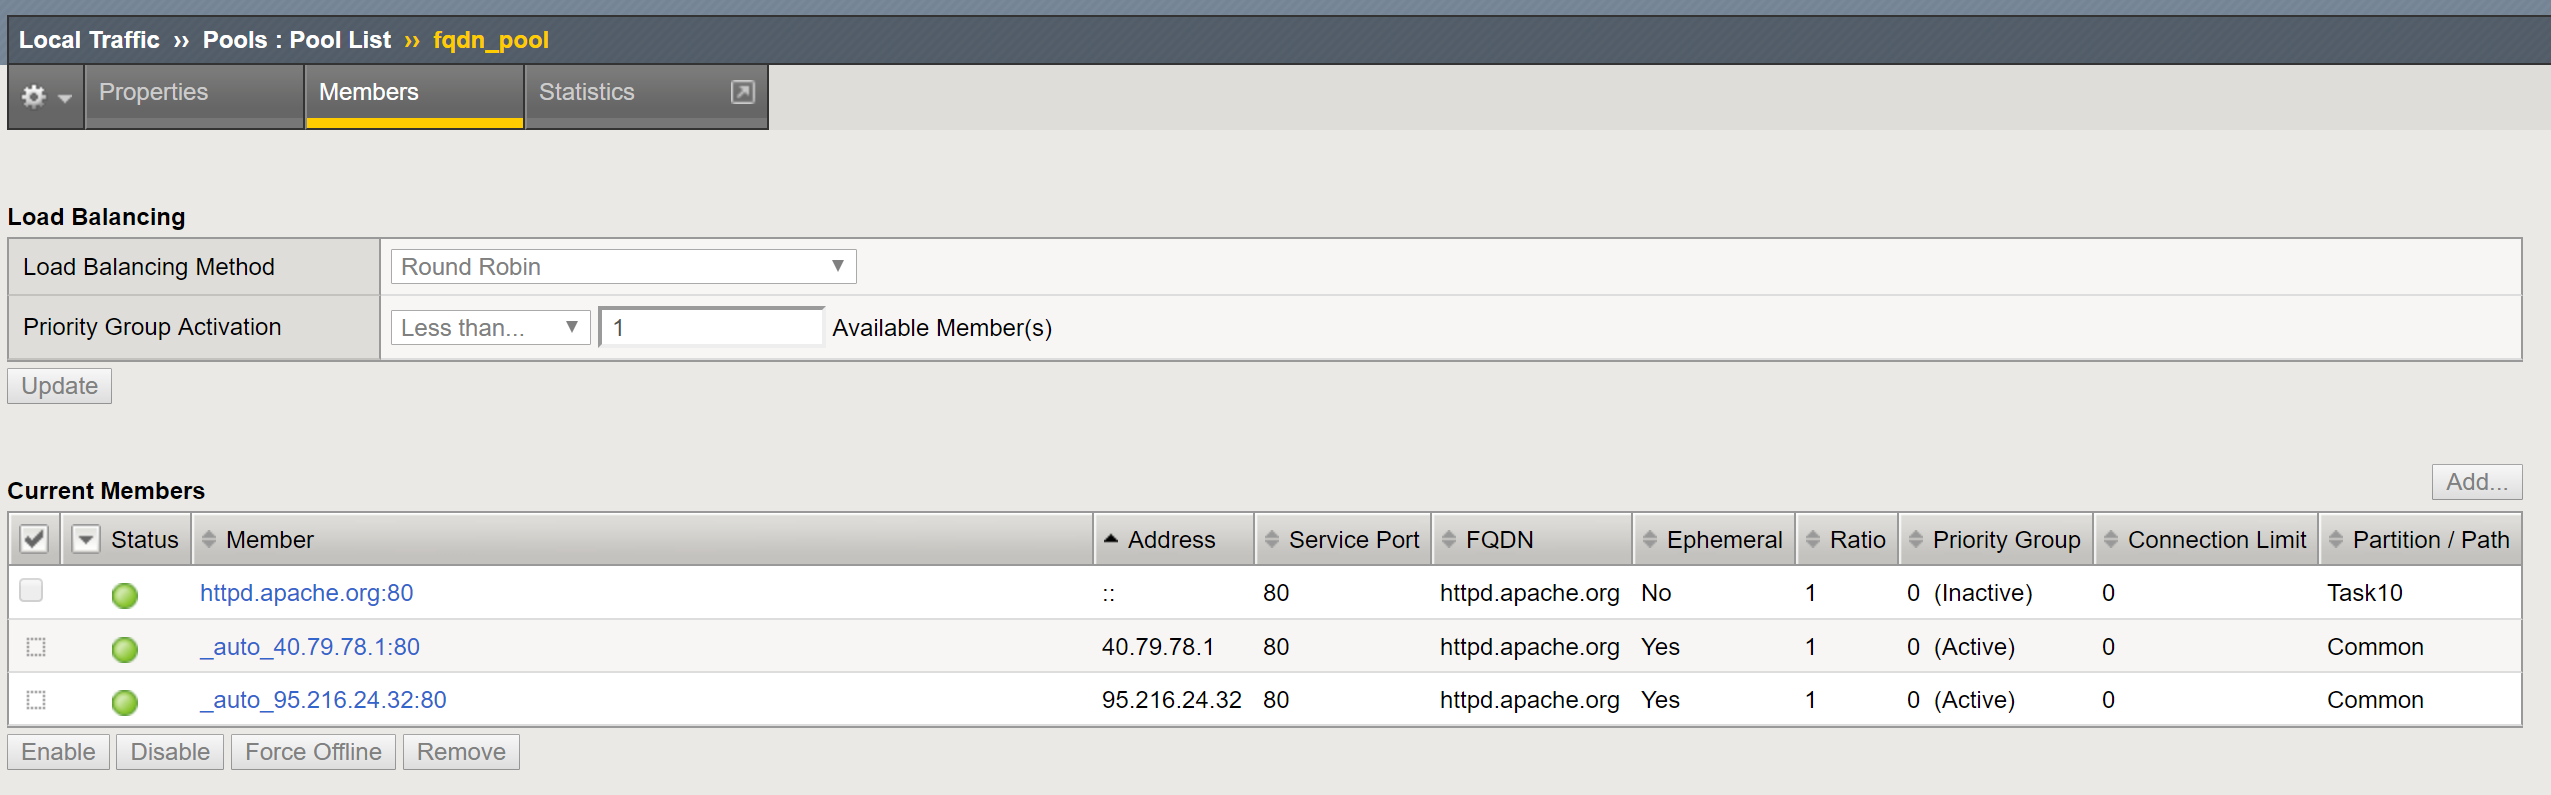 Local Traffic ›› Pools : Pool List ›› fqdn_pool
Properties Members Statistics
Load Balancing
Load Balancing Method Round Robin
Priority Group Activation Less than... 1 Available Member(s)
Update
Current Members Add...
Status Member Address Service Port FQDN Ephemeral Ratio Priority Group Connection Limit Partition / Path
httpd.apache.org:80 :: 80 httpd.apache.org No 1 0 (Inactive) 0 Task10
_auto_40.79.78.1:80 40.79.78.1 80 httpd.apache.org Yes 1 0 (Active) 0 Common
_auto_95.216.24.32:80 95.216.24.32 80 httpd.apache.org Yes 1 0 (Active) 0 Common
Enable Disable Force Offline Remove